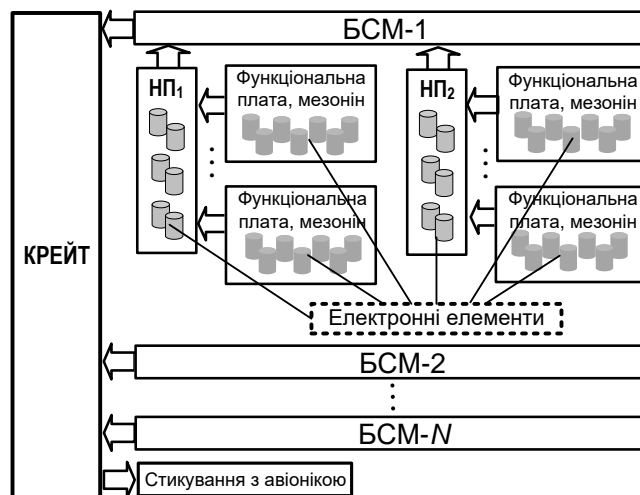 БСМ-1
НП₁
Функціональна
плата, мезонін
НП₂
Функціональна
плата, мезонін
Функціональна
плата, мезонін
Функціональна
плата, мезонін
КРЕЙТ
Електронні елементи
БСМ-2
БСМ-N
Стикування з авіонікою